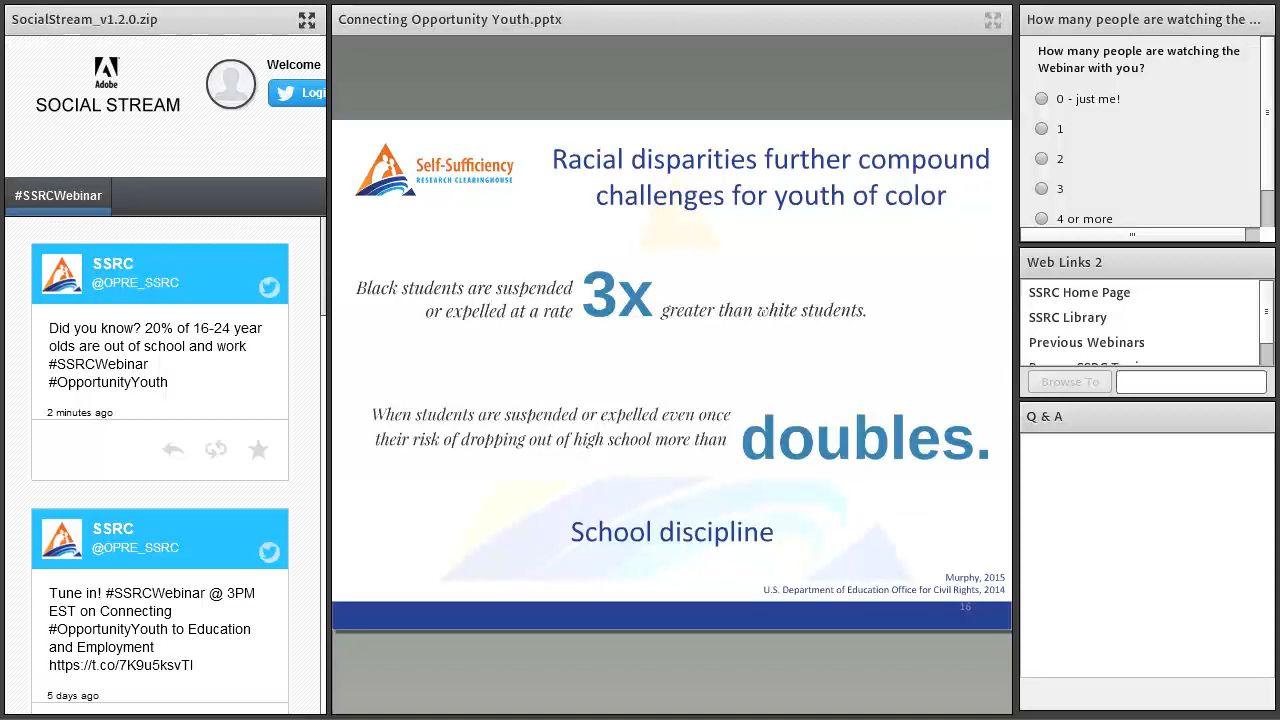 SocialStream_v1.2.0.zip
Adobe
SOCIAL STREAM
Welcome
Logi
#SSRCWebinar
SSRC
@OPRE_SSRC
Did you know? 20% of 16-24 year
olds are out of school and work
#SSRCWebinar
#OpportunityYouth
2 minutes ago
SSRC
@OPRE_SSRC
Tune in! #SSRCWebinar @ 3PM
EST on Connecting
#OpportunityYouth to Education
and Employment
https://t.co/7K9u5ksvTl
5 days ago
Connecting Opportunity Youth.pptx
Self-Sufficiency
RESEARCH CLEARINGHOUSE
Racial disparities further compound
challenges for youth of color
Black students are suspended
or expelled at a rate 3x greater than white students.
When students are suspended or expelled even once
their risk of dropping out of high school more than doubles.
School discipline
Murphy, 2015
U.S. Department of Education Office for Civil Rights, 2014
16
How many people are watching the ...
How many people are watching the
Webinar with you?
0 - just me!
1
2
3
4 or more
Web Links 2
SSRC Home Page
SSRC Library
Previous Webinars
Browse To
Q & A